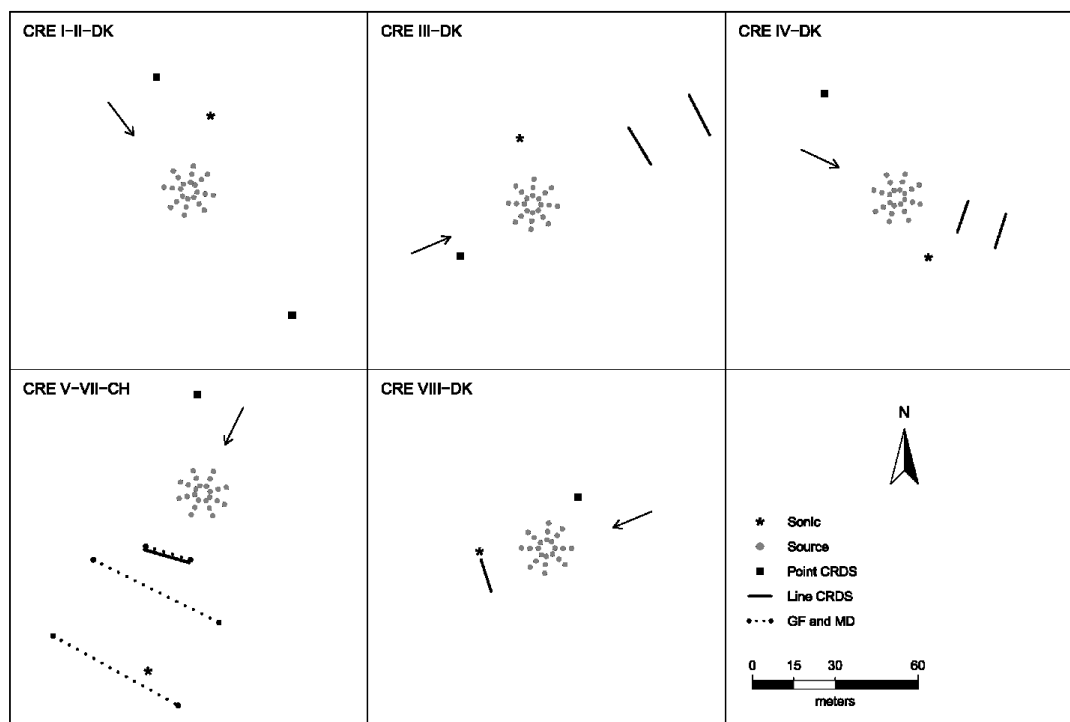 CRE I-II-DK
CRE III-DK
CRE IV-DK
CRE V-VII-CH
CRE VIII-DK
N
* Sonic
Source
Point CRDS
Line CRDS
GF and MD
0 15 30 60
meters